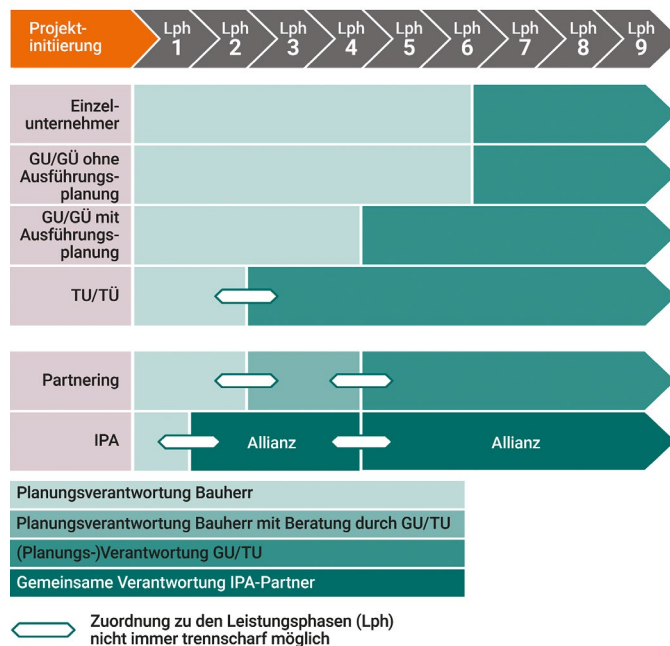 Projekt-
initiierung
Lph
1
Lph
2
Lph
3
Lph
4
Lph
5
Lph
6
Lph
7
Lph
8
Lph
9
Einzel-
unternehmer
GU/GÜ ohne
Ausführungs-
planung
GU/GÜ mit
Ausführungs-
planung
TU/TÜ
Partnering
IPA
Allianz
Allianz
Planungsverantwortung Bauherr
Planungsverantwortung Bauherr mit Beratung durch GU/TU
(Planungs-)Verantwortung GU/TU
Gemeinsame Verantwortung IPA-Partner
Zuordnung zu den Leistungsphasen (Lph)
nicht immer trennscharf möglich